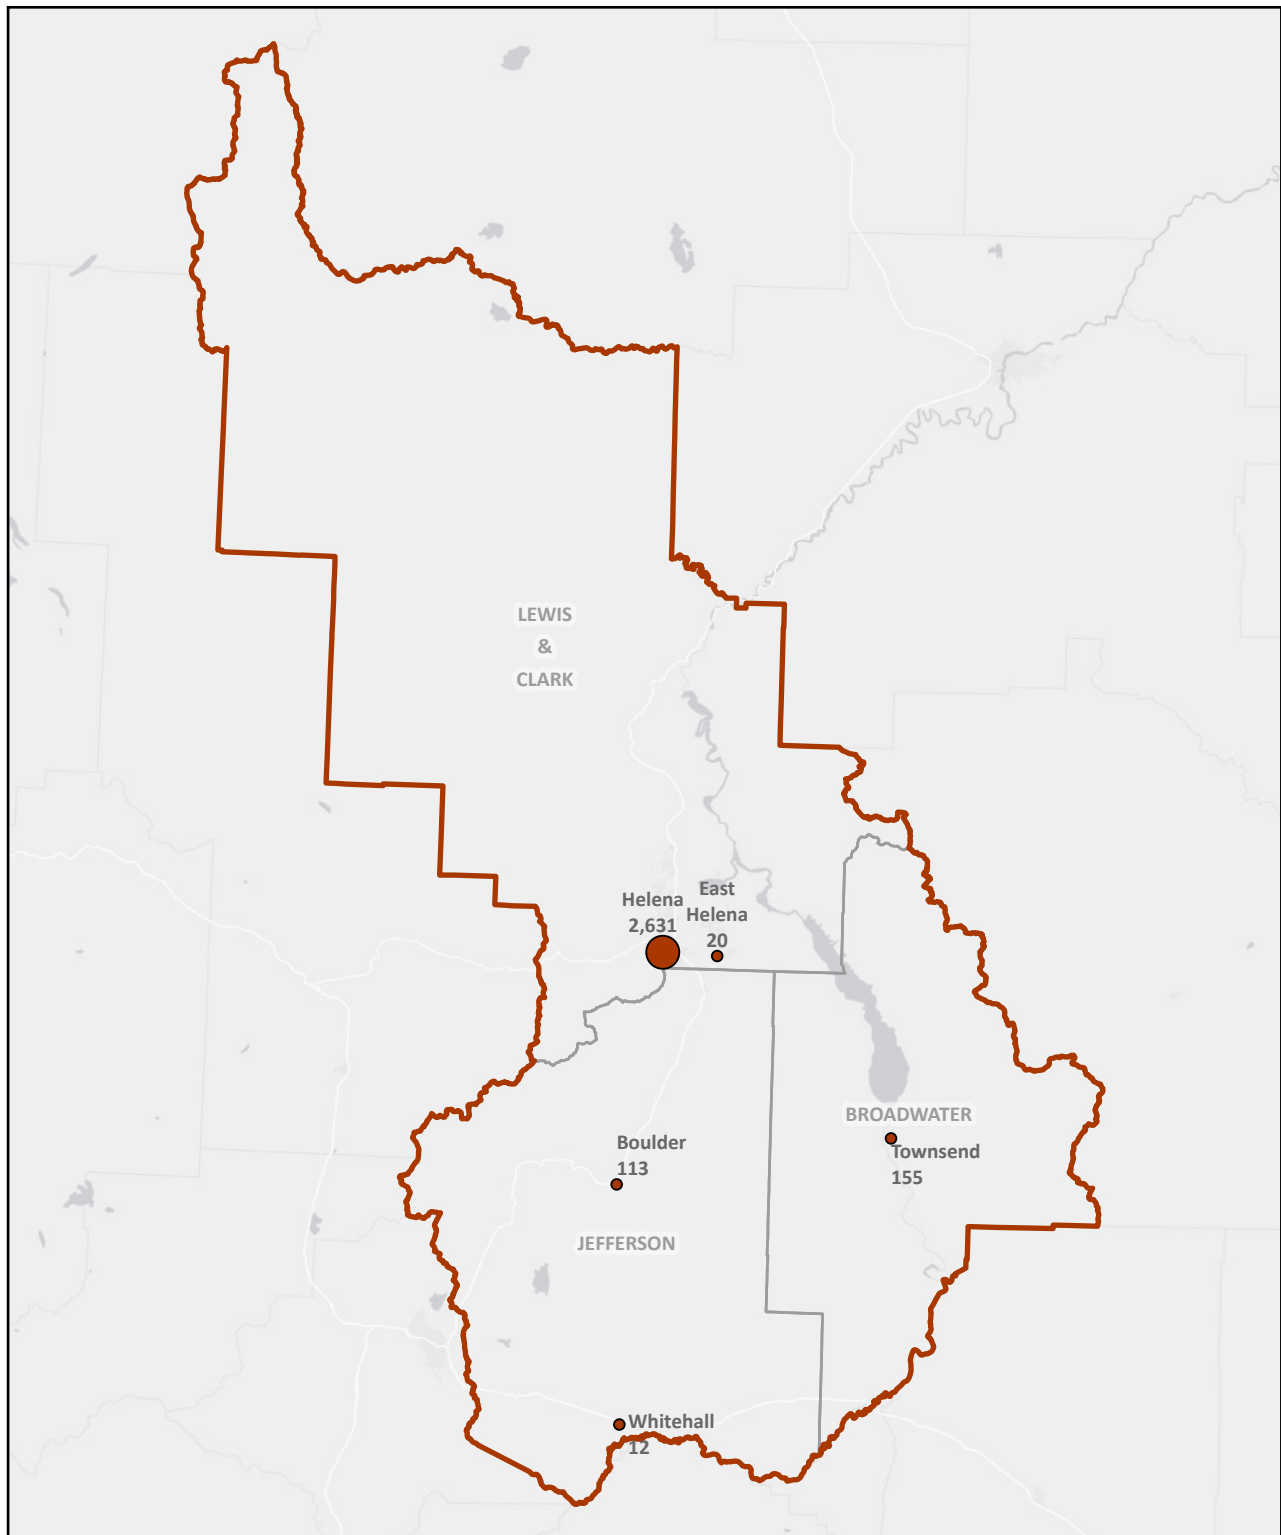 LEWIS
&
CLARK
Helena
2,631
East
Helena
20
BROADWATER
Townsend
155
Boulder
113
JEFFERSON
Whitehall
12